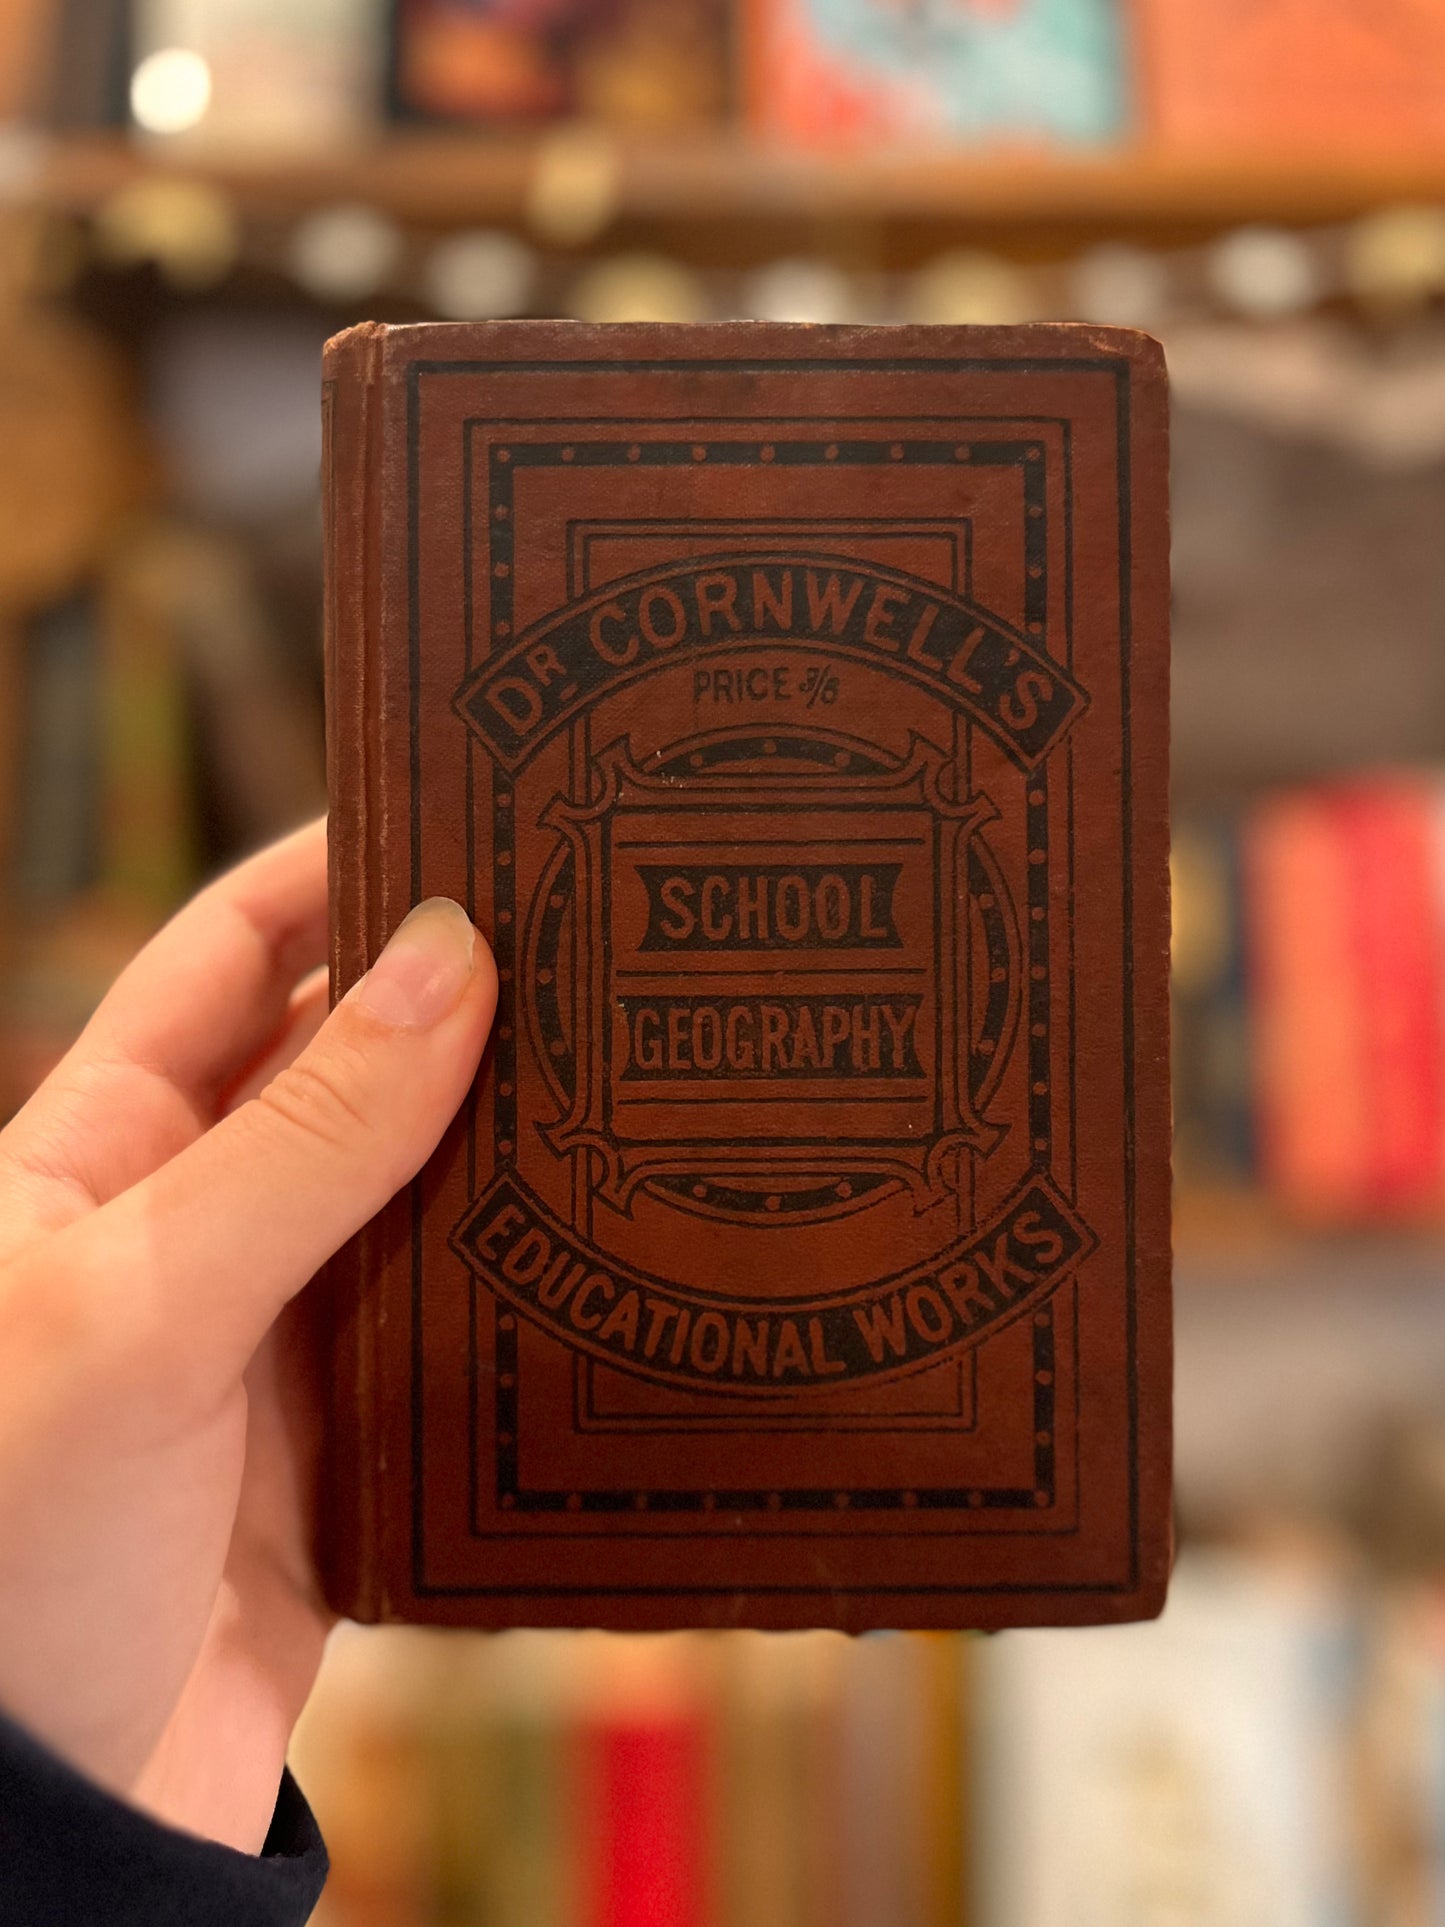 DR. CORNWELL'S
PRICE 3/6
SCHOOL
GEOGRAPHY
EDUCATIONAL WORKS